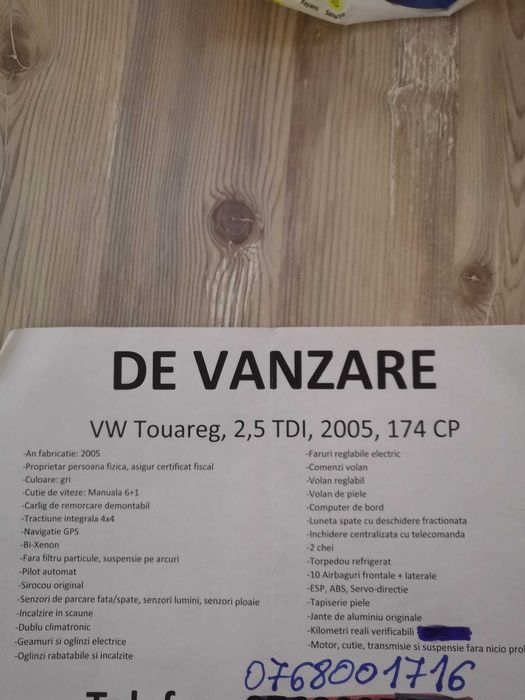 Fayans Saniye
DE VANZARE
VW Touareg, 2,5 TDI, 2005, 174 CP
-An fabricatie: 2005
-Proprietar persoana fizica, asigur certificat fiscal
-Culoare: gri
-Cutie de viteze: Manuala 6+1
-Carlig de remorcare demontabil
-Tractiune integrala 4x4
-Navigatie GPS
-Bi-Xenon
-Fara filtru particule, suspensie pe arcuri
-Pilot automat
-Sirocou original
-Senzori de parcare fata/spate, senzori lumini, senzori ploaie
-Incalzire in scaune
-Dublu climatronic
-Geamuri si oglinzi electrice
-Oglinzi rabatabile si incalzite
-Faruri reglabile electric
-Comenzi volan
-Volan reglabil
-Volan de piele
-Computer de bord
-Luneta spate cu deschidere fractionata
-Inchidere centralizata cu telecomanda
-2 chei
-Torpedou refrigerat
-10 Airbaguri frontale + laterale
-ESP, ABS, Servo-directie
-Tapiserie piele
-Jante de aluminiu originale
-Kilometri reali verificabili
-Motor, cutie, transmisie si suspensie fara nicio pro
0768001716